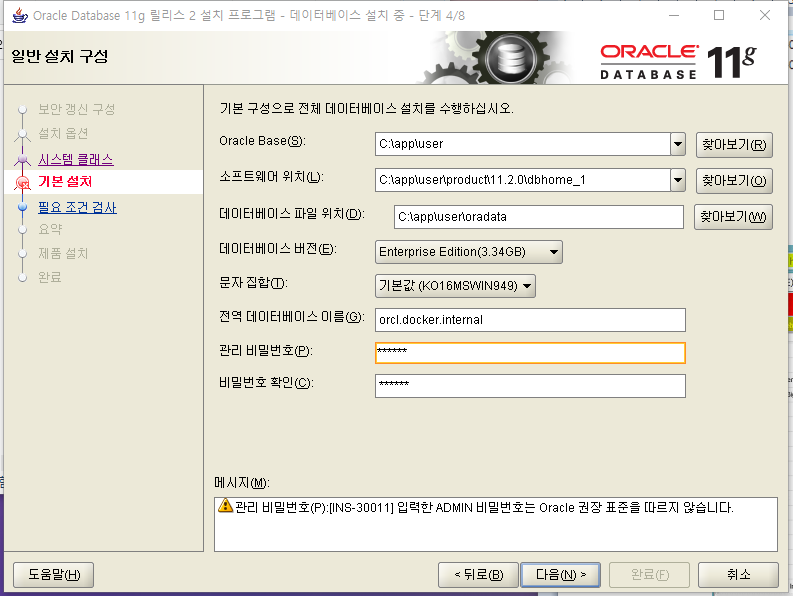 Oracle Database 11g 릴리스 2 설치 프로그램 - 데이터베이스 설치 중 - 단계 4/8
일반 설치 구성
ORACLE
DATABASE 11g
보안 갱신 구성
설치 옵션
시스템 클래스
기본 설치
필요 조건 검사
요약
제품 설치
완료
기본 구성으로 전체 데이터베이스 설치를 수행하십시오.
Oracle Base(S): C:\app\user 찾아보기(R)
소프트웨어 위치(L): C:\app\user\product\11.2.0\dbhome_1 찾아보기(O)
데이터베이스 파일 위치(D): C:\app\user\oradata 찾아보기(W)
데이터베이스 버전(E): Enterprise Edition(3.34GB)
문자 집합(T): 기본값 (KO16MSWIN949)
전역 데이터베이스 이름(G): orcl.docker.internal
관리 비밀번호(P): ******
비밀번호 확인(C): ******
메시지(M):
관리 비밀번호(P):[INS-30011] 입력한 ADMIN 비밀번호는 Oracle 권장 표준을 따르지 않습니다.
도움말(H) < 뒤로(B) 다음(N) > 완료(F) 취소